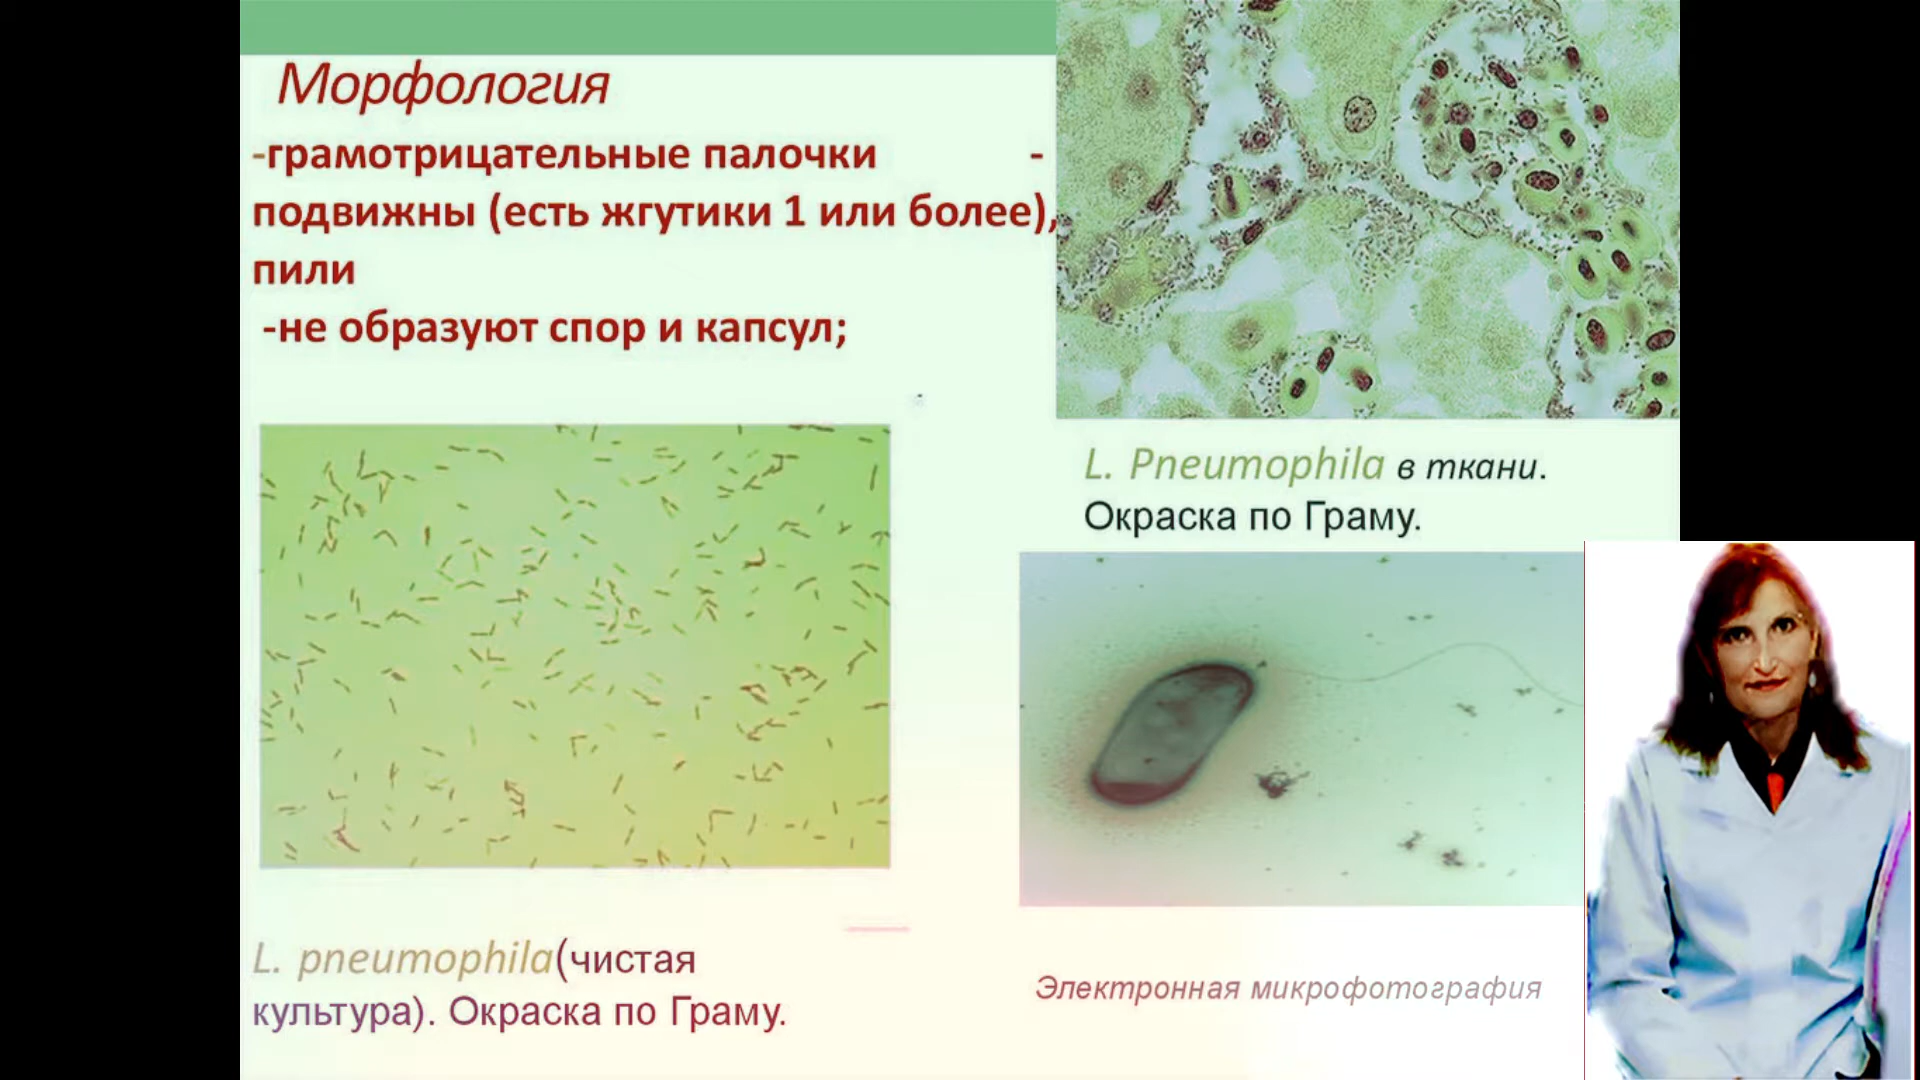 Морфология
-грамотрицательные палочки -
подвижны (есть жгутики 1 или более),
пили
-не образуют спор и капсул;
L. Pneumophila в ткани.
Окраска по Граму.
L. pneumophila(чистая
культура). Окраска по Граму.
Электронная микрофотография